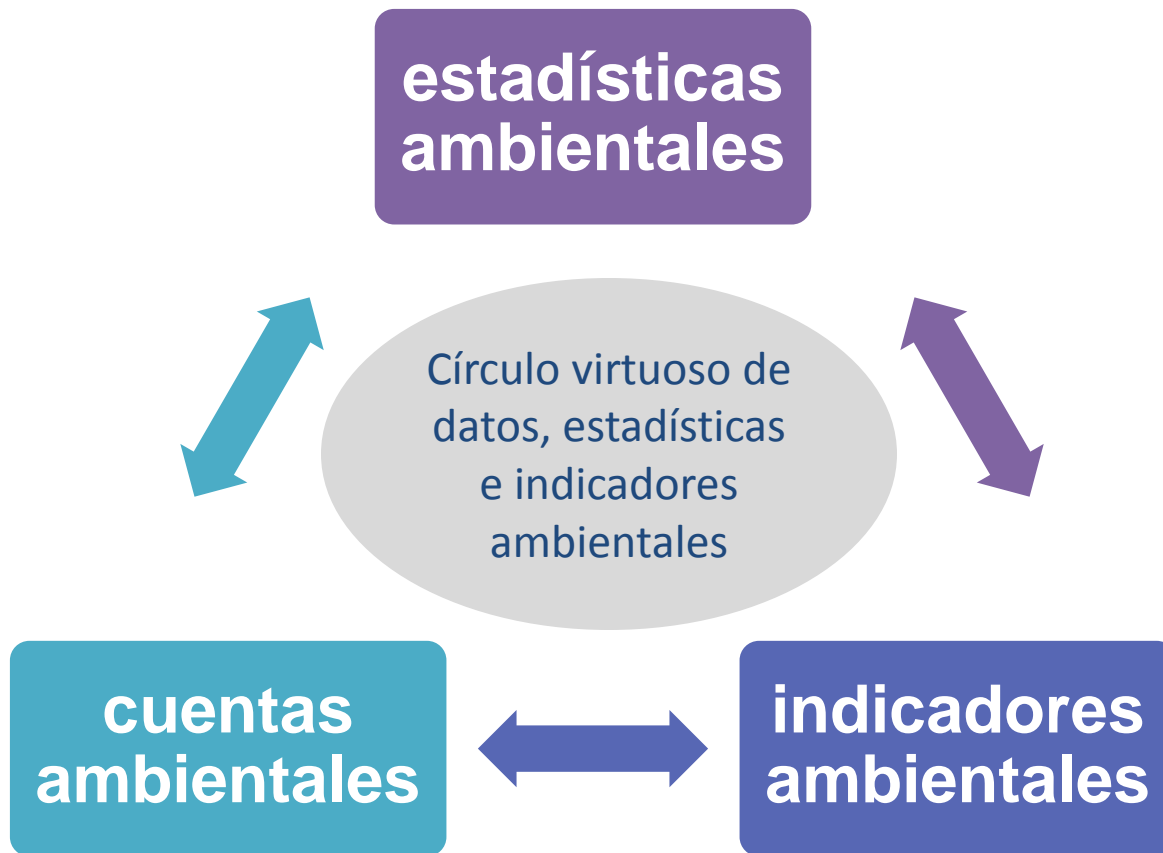 estadísticas
ambientales
Círculo virtuoso de
datos, estadísticas
e indicadores
ambientales
cuentas
ambientales
indicadores
ambientales